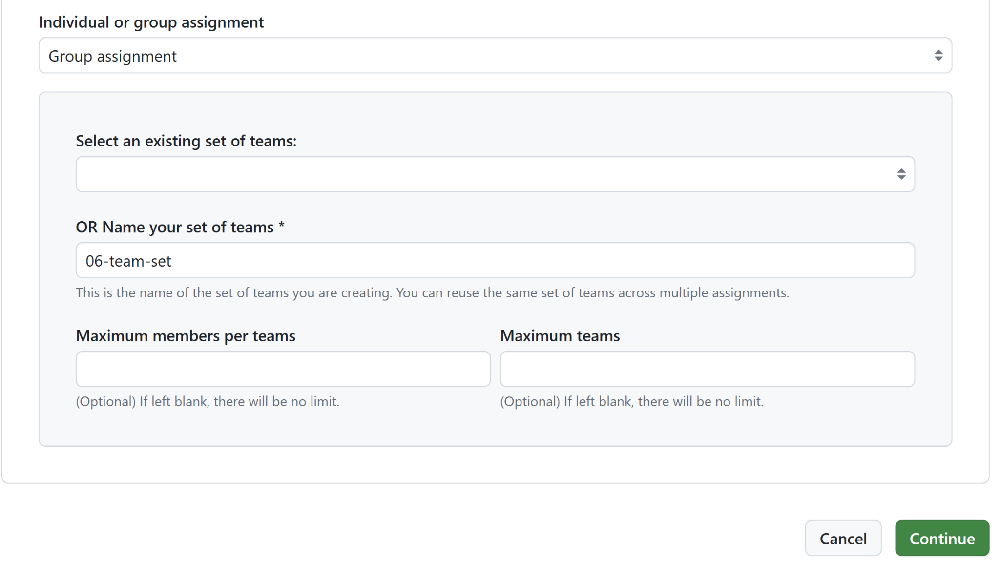 Individual or group assignment
Group assignment
Select an existing set of teams:
OR Name your set of teams *
06-team-set
This is the name of the set of teams you are creating. You can reuse the same set of teams across multiple assignments.
Maximum members per teams
Maximum teams
(Optional) If left blank, there will be no limit.
(Optional) If left blank, there will be no limit.
Cancel
Continue